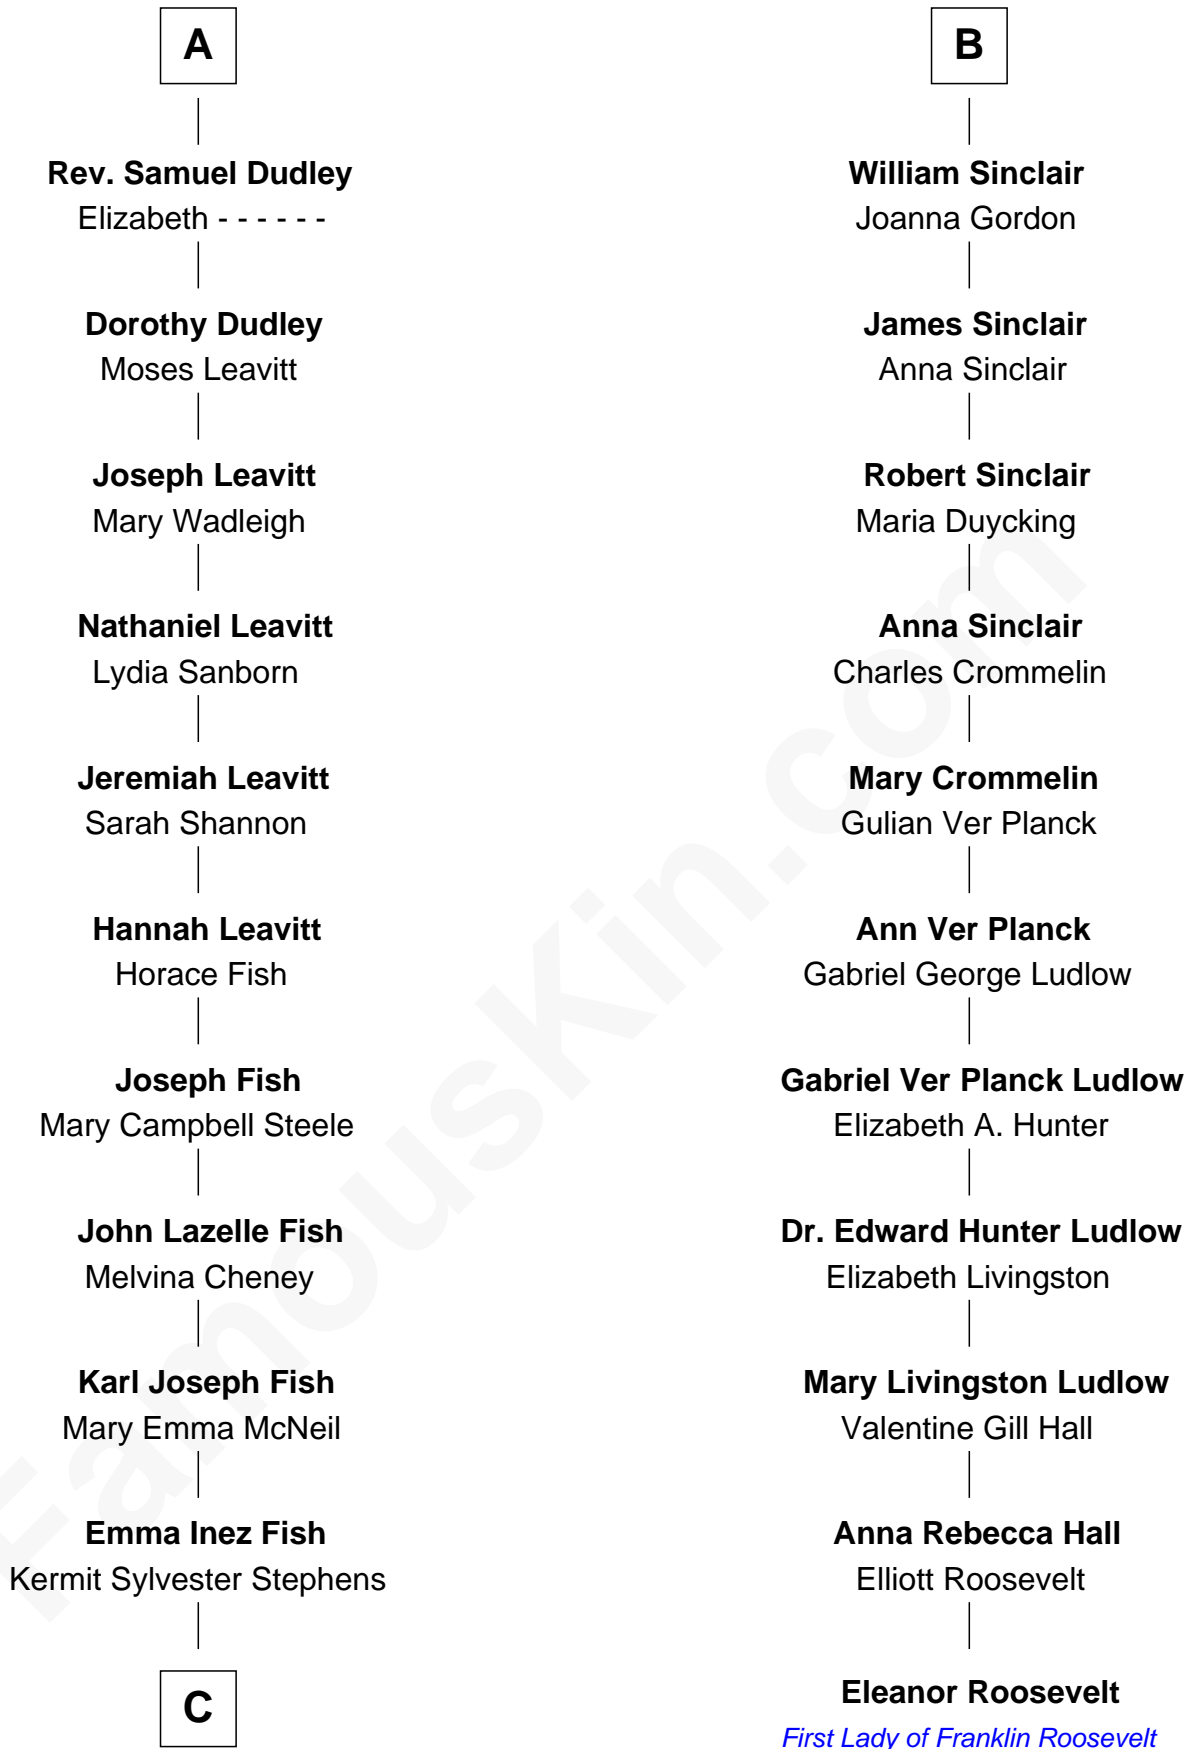 A
Rev. Samuel Dudley
Elizabeth - - - - - -
Dorothy Dudley
Moses Leavitt
Joseph Leavitt
Mary Wadleigh
Nathaniel Leavitt
Lydia Sanborn
Jeremiah Leavitt
Sarah Shannon
Hannah Leavitt
Horace Fish
Joseph Fish
Mary Campbell Steele
John Lazelle Fish
Melvina Cheney
Karl Joseph Fish
Mary Emma McNeil
Emma Inez Fish
Kermit Sylvester Stephens
C
B
William Sinclair
Joanna Gordon
James Sinclair
Anna Sinclair
Robert Sinclair
Maria Duycking
Anna Sinclair
Charles Crommelin
Mary Crommelin
Gulian Ver Planck
Ann Ver Planck
Gabriel George Ludlow
Gabriel Ver Planck Ludlow
Elizabeth A. Hunter
Dr. Edward Hunter Ludlow
Elizabeth Livingston
Mary Livingston Ludlow
Valentine Gill Hall
Anna Rebecca Hall
Elliott Roosevelt
Eleanor Roosevelt
First Lady of Franklin Roosevelt
FamousKin.com